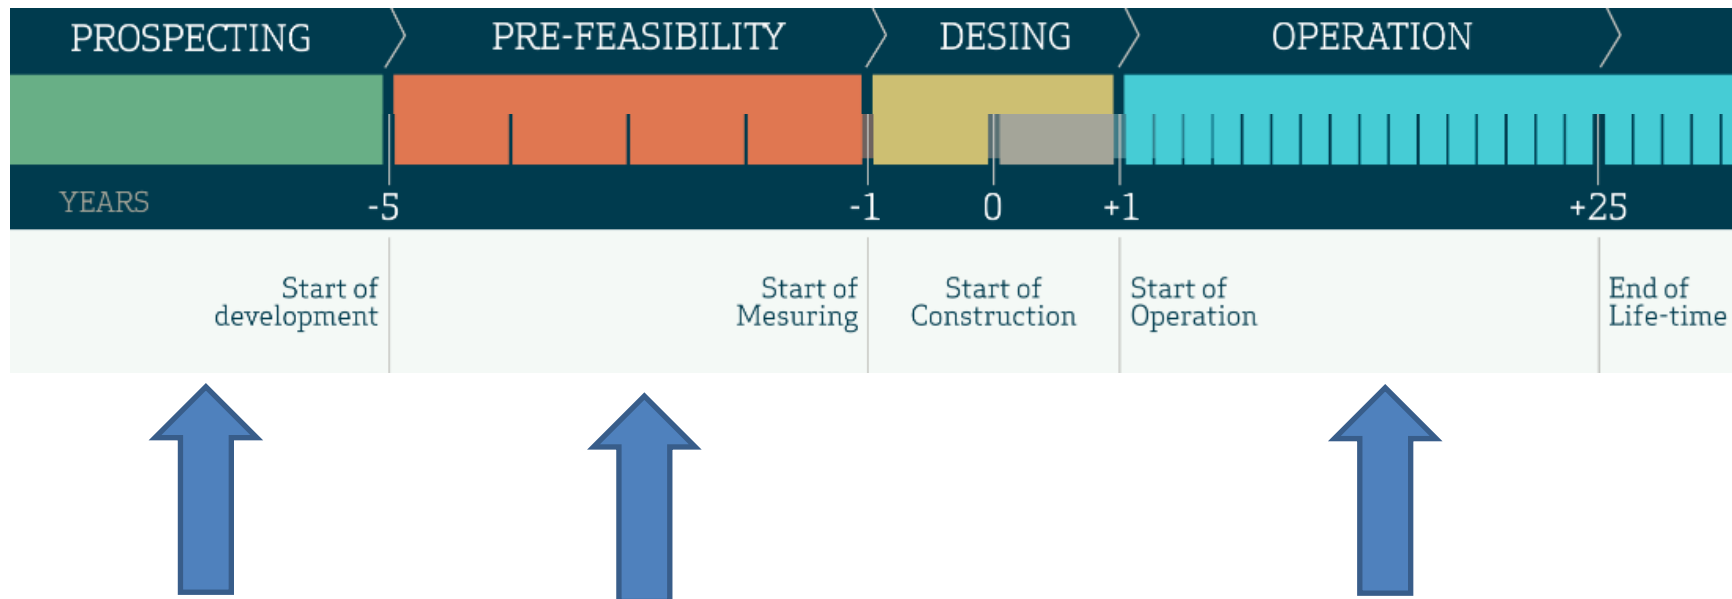 PROSPECTING PRE-FEASIBILITY DESING OPERATION
YEARS -5 -1 0 +1 +25
Start of
development
Start of
Mesuring
Start of
Construction
Start of
Operation
End of
Life-time